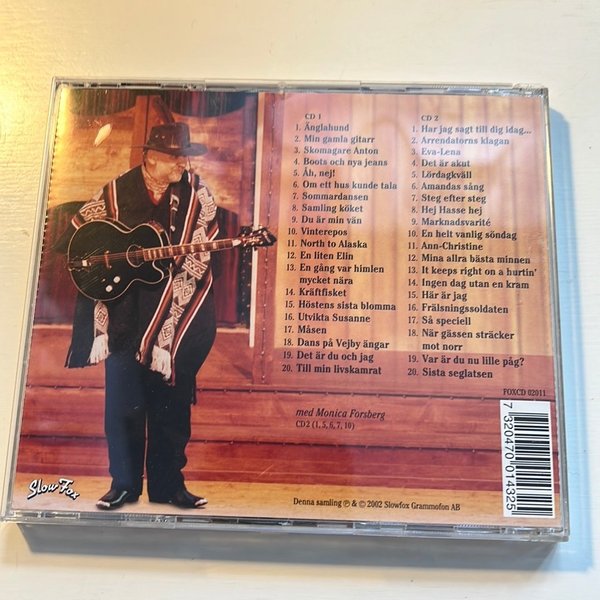 CD 1
1. Änglahund
2. Min gamla gitarr
3. Skomagare Anton
4. Boots och nya jeans
5. Åh, nej!
6. Om ett hus kunde tala
7. Sommardansen
8. Samling köket
9. Du är min vän
10. Vinterepos
11. North to Alaska
12. En liten Elin
13. En gång var himlen
mycket nära
14. Kräftfisket
15. Höstens sista blomma
16. Utvikta Susanne
17. Måsen
18. Dans på Vejby ängar
19. Det är du och jag
20. Till min livskamrat
CD 2
1. Har jag sagt till dig idag...
2. Arrendatorns klagan
3. Eva-Lena
4. Det är akut
5. Lördagkväll
6. Amandas sång
7. Steg efter steg
8. Hej Hasse hej
9. Marknadsvarité
10. En helt vanlig söndag
11. Ann-Christine
12. Mina allra bästa minnen
13. It keeps right on a hurtin'
14. Ingen dag utan en kram
15. Här är jag
16. Frälsningssoldaten
17. Så speciell
18. När gässen sträcker
mot norr
19. Var är du nu lille påg?
20. Sista seglatsen
med Monica Forsberg
CD2 (1, 5, 6, 7, 10)
FOXCD 02011
7 320470 014325
Slow Fox
Denna samling ℗ & © 2002 Slowfox Grammofon AB